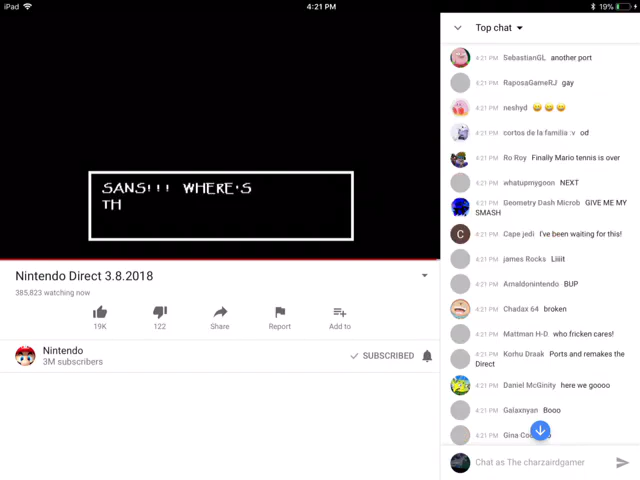 iPad
4:21 PM
19%
Top chat
SANS!!! WHERE'S
TH
4:21 PM SebastianGL another port
4:21 PM RaposaGameRJ gay
4:21 PM neshyd 😄 😄 😄
4:21 PM cortos de la familia :v od
4:21 PM Ro Roy Finally Mario tennis is over
4:21 PM whatupmygoon NEXT
4:21 PM Geometry Dash Microb GIVE ME MY
SMASH
C
4:21 PM Cape jedi I've been waiting for this!
4:21 PM james Rocks Liiit
4:21 PM Arnaldonintendo BUP
4:21 PM Chadax 64 broken
4:21 PM Mattman H-D who fricken cares!
4:21 PM Korhu Draak Ports and remakes the
Direct
4:21 PM Daniel McGinity here we goooo
4:21 PM Galaxnyan Booo
4:21 PM Gina
Chat as The charzairdgamer
Nintendo Direct 3.8.2018
385,823 watching now
19K
122
Share
Report
Add to
Nintendo
3M subscribers
SUBSCRIBED